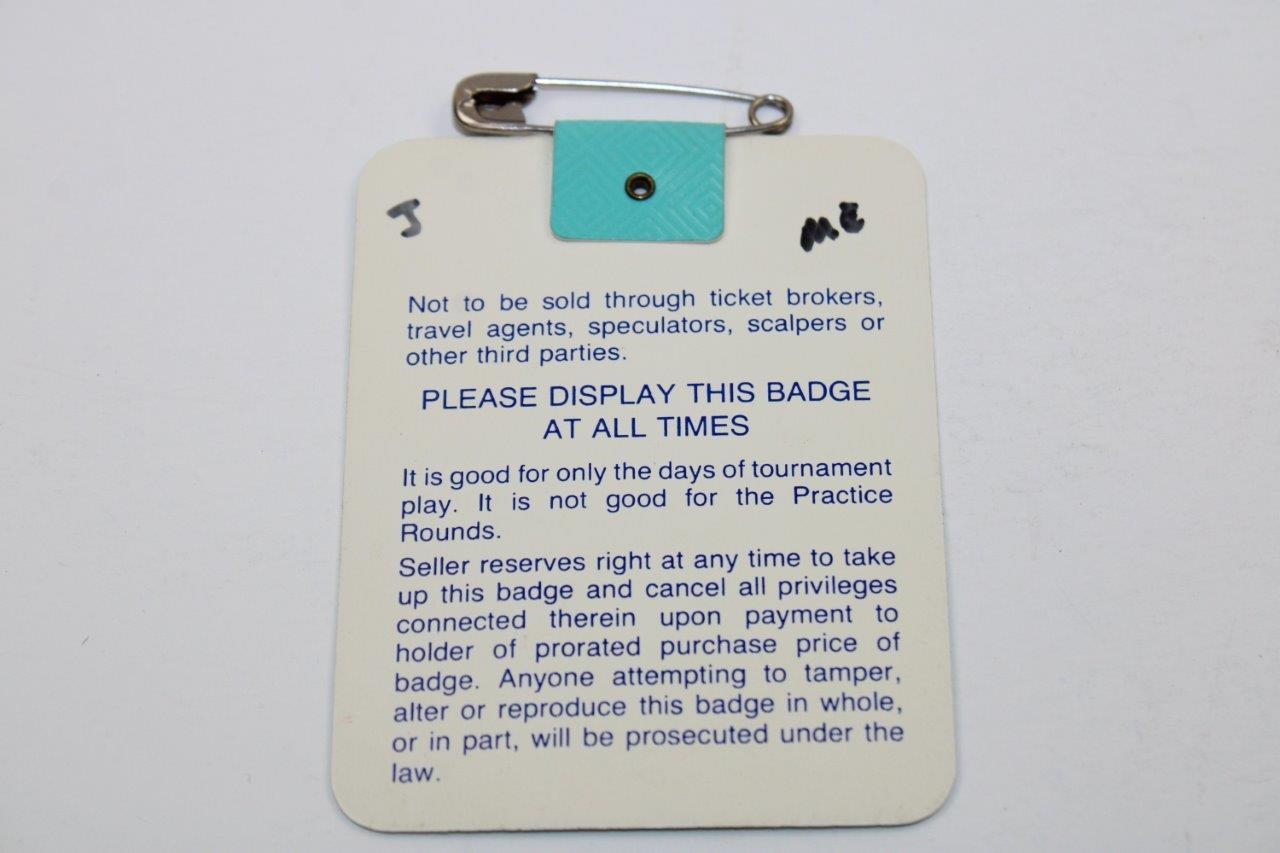 J
M.E
Not to be sold through ticket brokers,
travel agents, speculators, scalpers or
other third parties.
PLEASE DISPLAY THIS BADGE
AT ALL TIMES
It is good for only the days of tournament
play. It is not good for the Practice
Rounds.
Seller reserves right at any time to take
up this badge and cancel all privileges
connected therein upon payment to
holder of prorated purchase price of
badge. Anyone attempting to tamper,
alter or reproduce this badge in whole,
or in part, will be prosecuted under the
law.